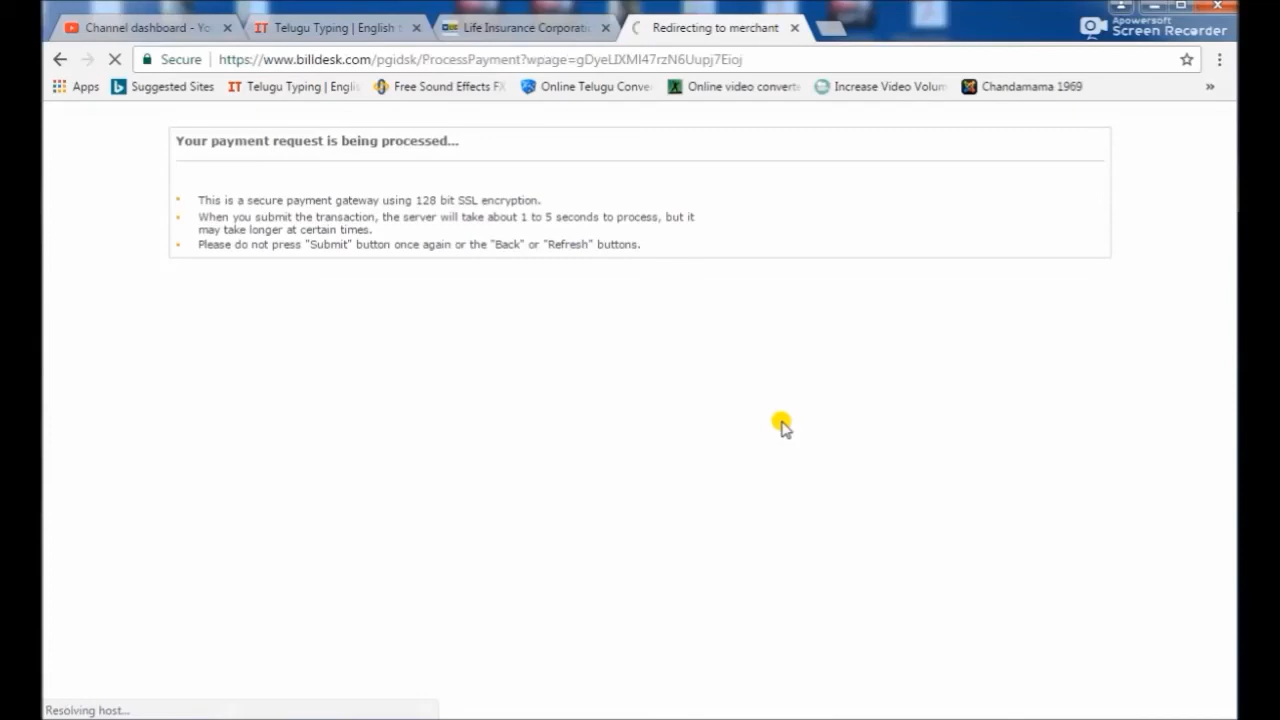 Channel dashboard - Yo
Telugu Typing | English t
Life Insurance Corporatio
Redirecting to merchant
Apowersoft
Screen Recorder
Secure
https://www.billdesk.com/pgidsk/ProcessPayment?wpage=gDyeLIXMI47rzN6Uupj7Eioj
Apps
Suggested Sites
Telugu Typing | Englis
Free Sound Effects FX
Online Telugu Conve
Online video converte
Increase Video Volum
Chandamama 1969
»
Your payment request is being processed...
This is a secure payment gateway using 128 bit SSL encryption.
When you submit the transaction, the server will take about 1 to 5 seconds to process, but it
may take longer at certain times.
Please do not press "Submit" button once again or the "Back" or "Refresh" buttons.
Resolving host...